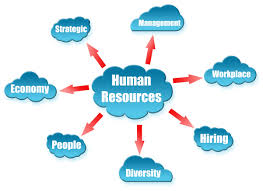 Management
Strategic
Workplace
Human
Resources
Economy
Hiring
People
Diversity